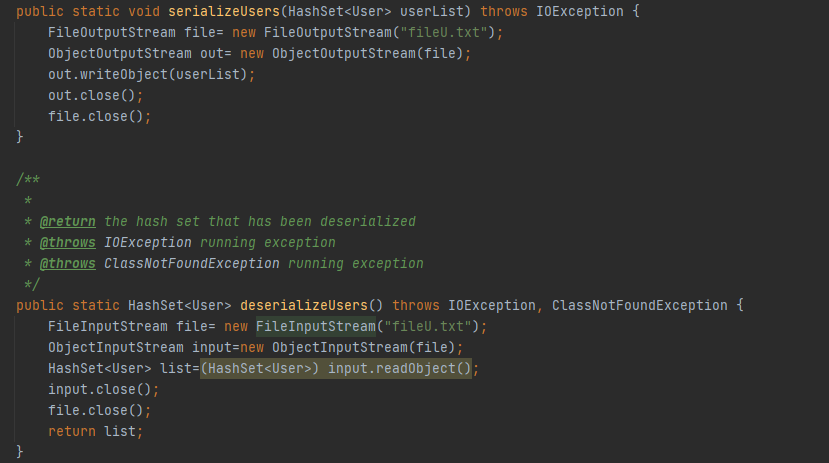 public static void serializeUsers(HashSet<User> userList) throws IOException {
    FileOutputStream file= new FileOutputStream("fileU.txt");
    ObjectOutputStream out= new ObjectOutputStream(file);
    out.writeObject(userList);
    out.close();
    file.close();
}
/**
 *
 * @return the hash set that has been deserialized
 * @throws IOException running exception
 * @throws ClassNotFoundException running exception
 */
public static HashSet<User> deserializeUsers() throws IOException, ClassNotFoundException {
    FileInputStream file= new FileInputStream("fileU.txt");
    ObjectInputStream input=new ObjectInputStream(file);
    HashSet<User> list=(HashSet<User>) input.readObject();
    input.close();
    file.close();
    return list;
}